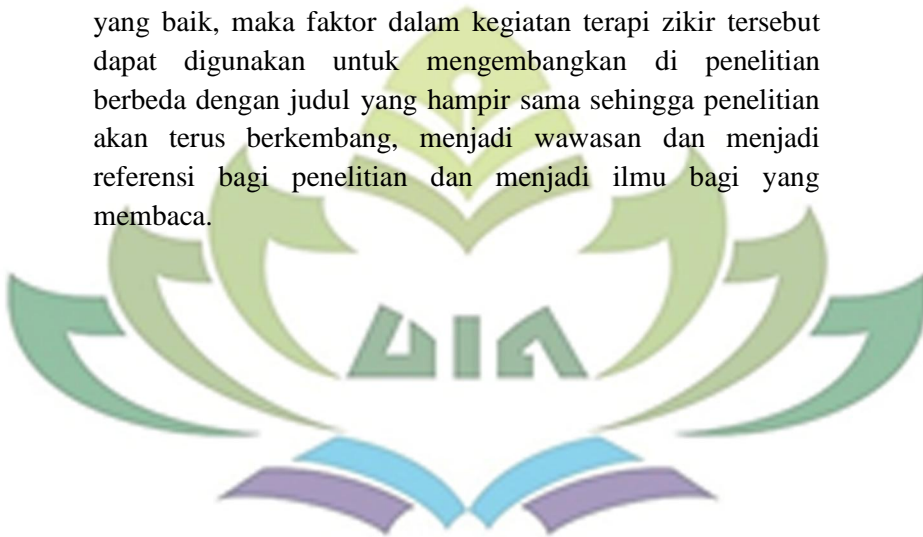 yang baik, maka faktor dalam kegiatan terapi zikir tersebut
dapat digunakan untuk mengembangkan di penelitian
berbeda dengan judul yang hampir sama sehingga penelitian
akan terus berkembang, menjadi wawasan dan menjadi
referensi bagi penelitian dan menjadi ilmu bagi yang
membaca.
UIN